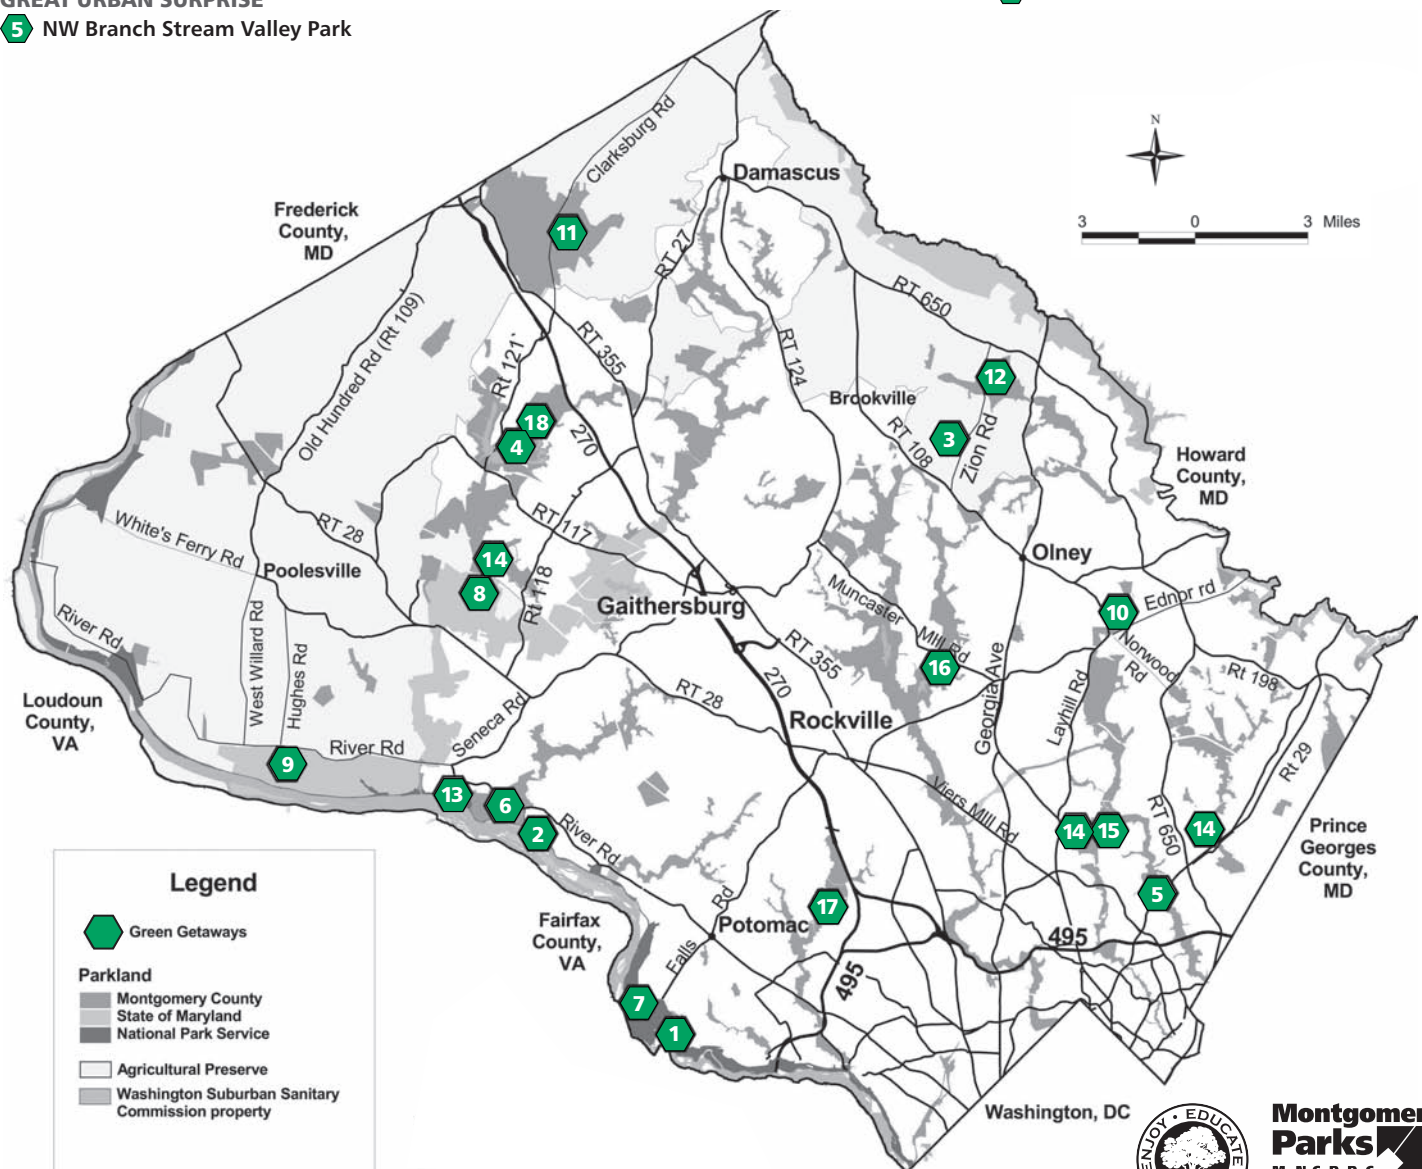 GREAT URBAN SURPRISE
5 NW Branch Stream Valley Park
N
3 0 3 Miles
Frederick
County,
MD
Clarksburg Rd
Damascus
11
RT 27
RT 650
Old Hundred Rd (Rt 109)
Rt 121
RT 355
RT 124
Brookville
12
18
4
270
3
RT 108
Zion Rd
Howard
County,
MD
White's Ferry Rd
RT 28
RT 117
Poolesville
14
8
Rt 118
Gaithersburg
Olney
Muncaster
Mill Rd
10
Ednor rd
Norwood
Rd
River Rd
West Willard Rd
Hughes Rd
RT 355
16
Georgia Ave
Layhill Rd
Rt 198
Loudoun
County,
VA
Seneca Rd
RT 28
270
Rockville
River Rd
9
Rt 29
13
6
2
River Rd
Viers Mill Rd
14
15
RT 650
14
Prince
Georges
County,
MD
5
17
Falls
Rd
Potomac
495
495
Fairfax
County,
VA
7
1
Washington, DC
Legend
Green Getaways
Parkland
Montgomery County
State of Maryland
National Park Service
Agricultural Preserve
Washington Suburban Sanitary
Commission property
ENJOY • EDUCATE
Montgomer
Parks